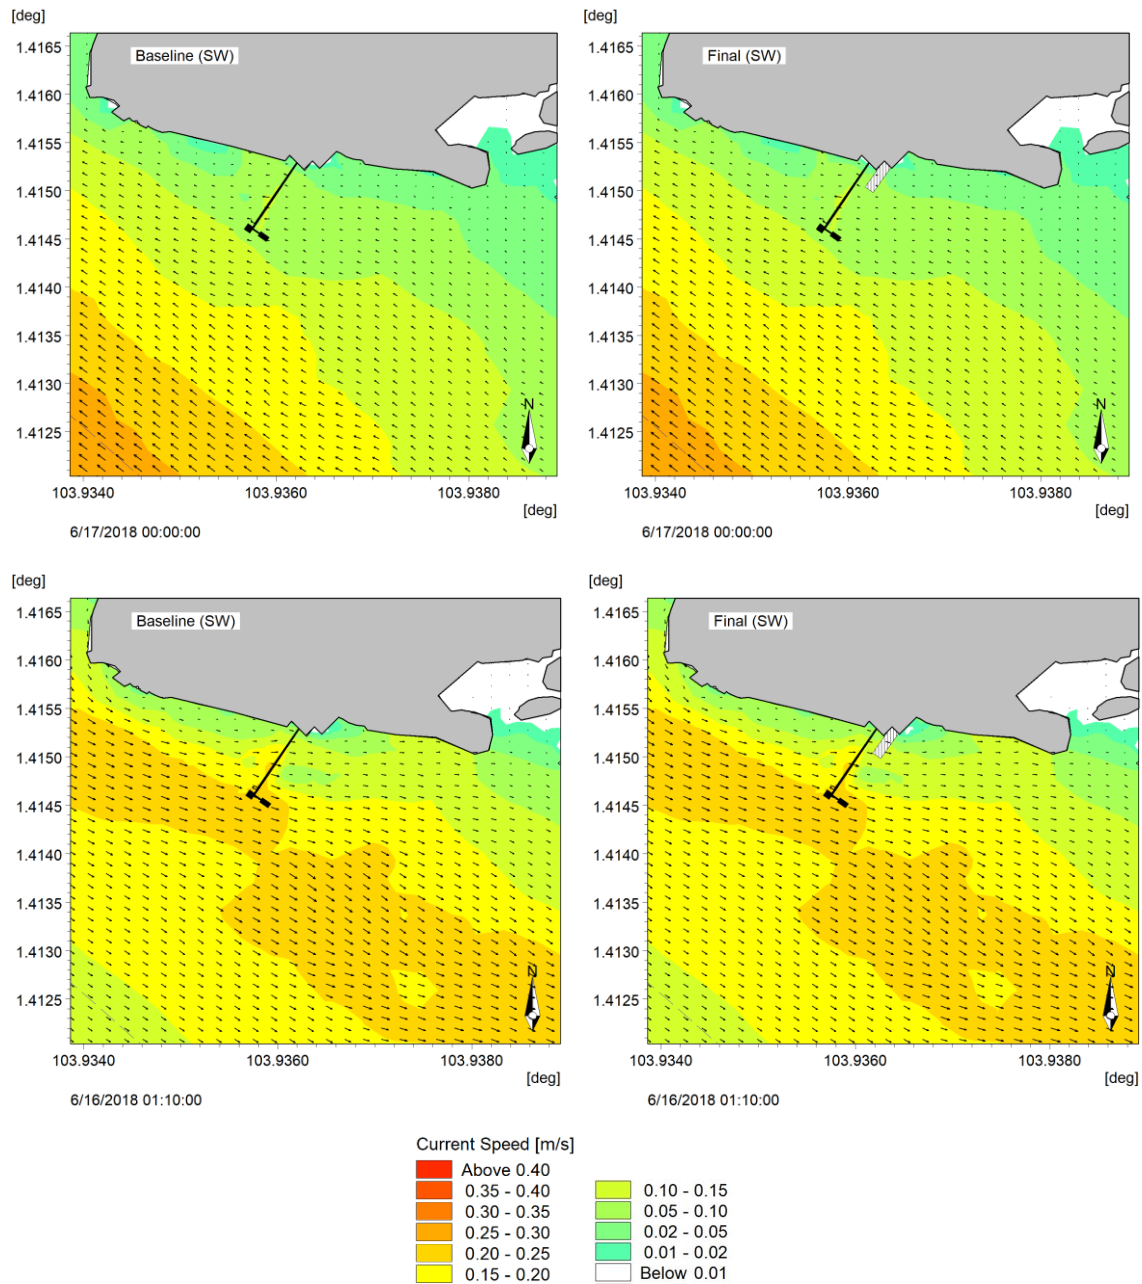 [deg] [deg]
Baseline (SW) Final (SW)
1.4165 1.4165
1.4160 1.4160
1.4155 1.4155
1.4150 1.4150
1.4145 1.4145
1.4140 1.4140
1.4135 1.4135
1.4130 1.4130
N N
1.4125 1.4125
103.9340 103.9360 103.9380 103.9340 103.9360 103.9380
[deg] [deg]
6/17/2018 00:00:00 6/17/2018 00:00:00
[deg] [deg]
1.4165 1.4165
Baseline (SW) Final (SW)
1.4160 1.4160
1.4155 1.4155
1.4150 1.4150
1.4145 1.4145
1.4140 1.4140
1.4135 1.4135
1.4130 1.4130
N N
1.4125 1.4125
103.9340 103.9360 103.9380 103.9340 103.9360 103.9380
[deg] [deg]
6/16/2018 01:10:00 6/16/2018 01:10:00
Current Speed [m/s]
Above 0.40
0.35 - 0.40 0.10 - 0.15
0.30 - 0.35 0.05 - 0.10
0.25 - 0.30 0.02 - 0.05
0.20 - 0.25 0.01 - 0.02
0.15 - 0.20 Below 0.01